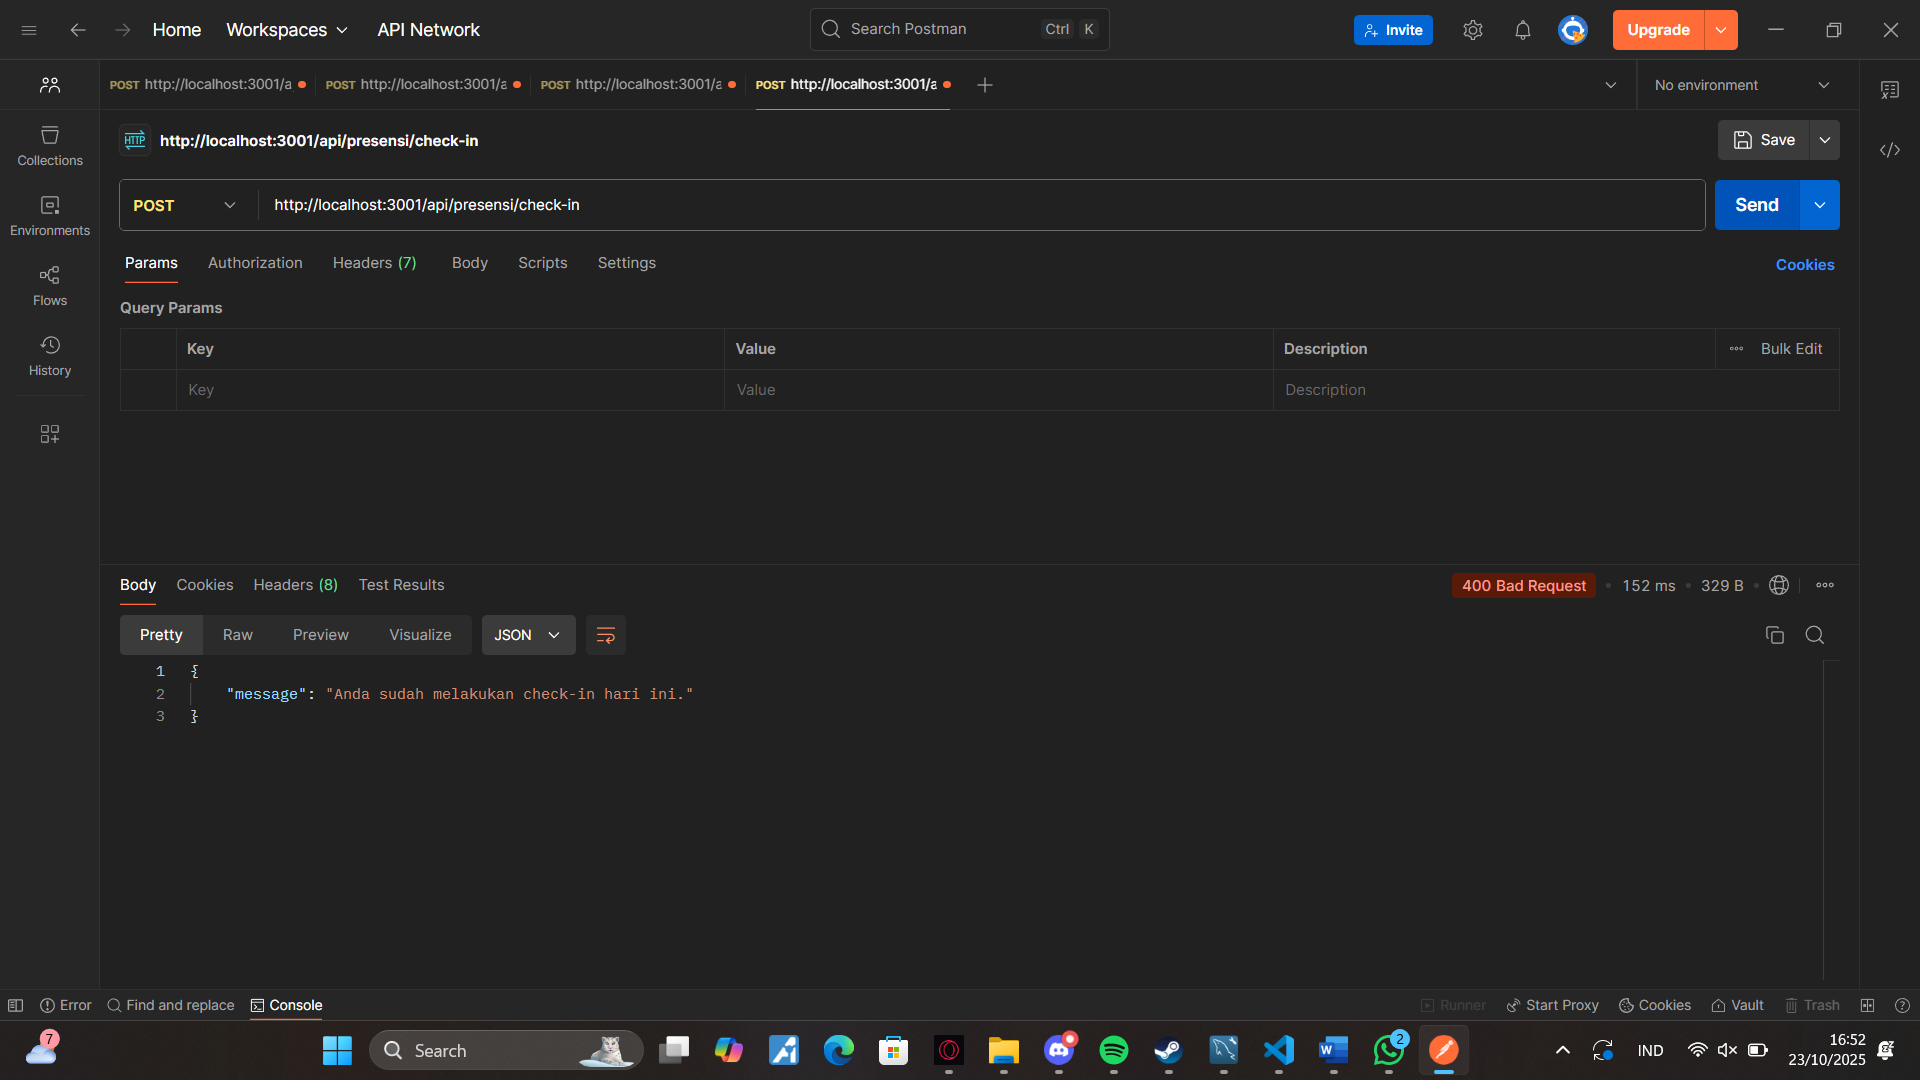 Home Workspaces API Network
Search Postman Ctrl K
Invite Upgrade
POST http://localhost:3001/a POST http://localhost:3001/a POST http://localhost:3001/a POST http://localhost:3001/a
No environment
Collections
Environments
Flows
History
HTTP http://localhost:3001/api/presensi/check-in
Save
POST http://localhost:3001/api/presensi/check-in
Send
Params Authorization Headers (7) Body Scripts Settings
Cookies
Query Params
Key Value Description Bulk Edit
Key Value Description
Body Cookies Headers (8) Test Results
400 Bad Request 152 ms 329 B
Pretty Raw Preview Visualize JSON
1 {
2 "message": "Anda sudah melakukan check-in hari ini."
3 }
Error Find and replace Console
Runner Start Proxy Cookies Vault Trash
7
Search
2
IND
16:52
23/10/2025